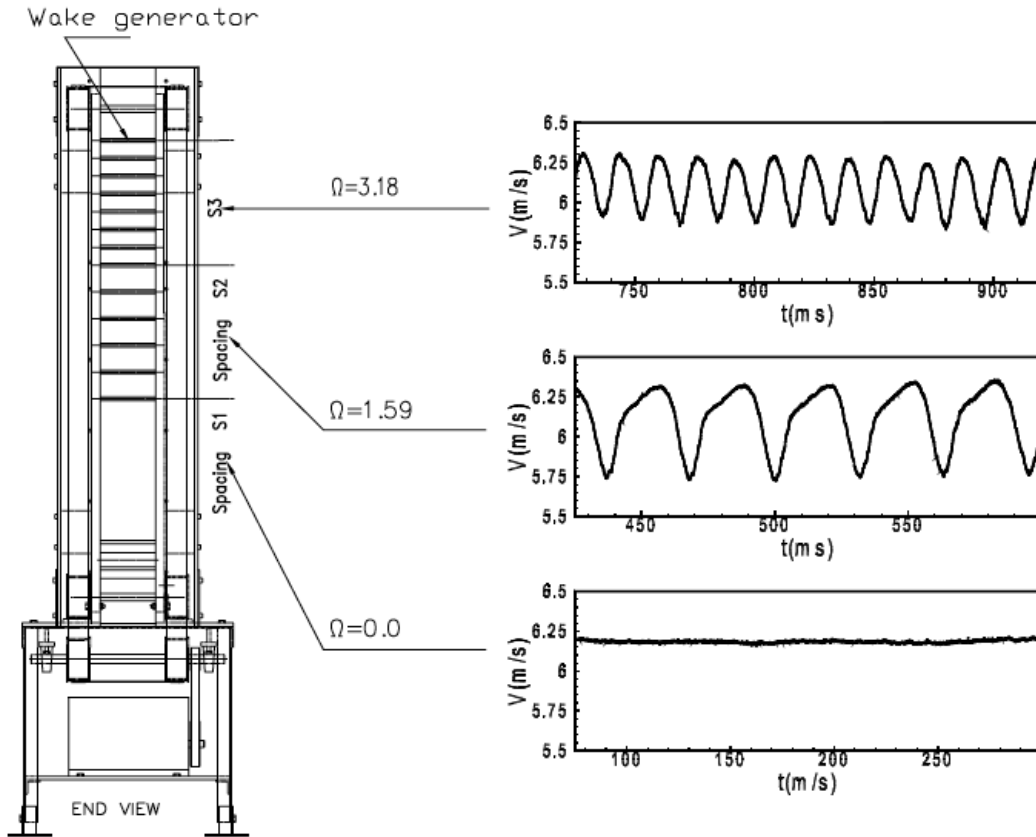 Wake generator
S3
S2
Spacing
S1
Spacing
END VIEW
Ω=3.18
Ω=1.59
Ω=0.0
6.5
6.25
6
5.75
5.5
V(m/s)
750
800
850
900
t(ms)
6.5
6.25
6
5.75
5.5
V(m/s)
450
500
550
t(ms)
6.5
6.25
6
5.75
5.5
V(m/s)
100
150
200
250
t(m/s)